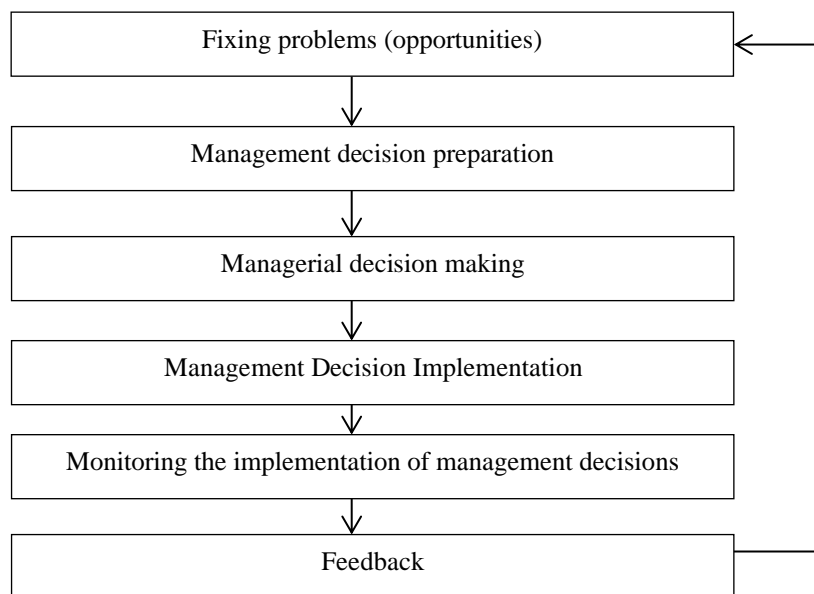 Fixing problems (opportunities)
Management decision preparation
Managerial decision making
Management Decision Implementation
Monitoring the implementation of management decisions
Feedback